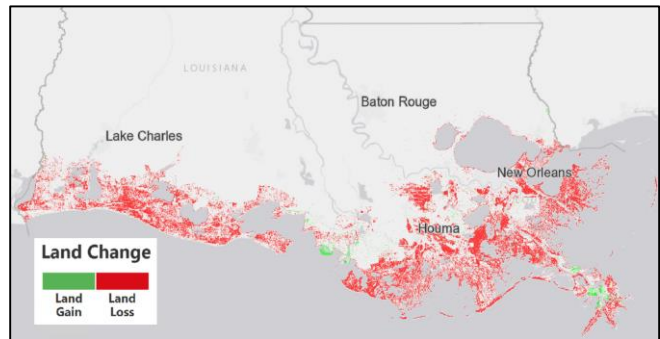 LOUISIANA
Baton Rouge
Lake Charles
New Orleans
Houma
Land Change
Land Gain
Land Loss